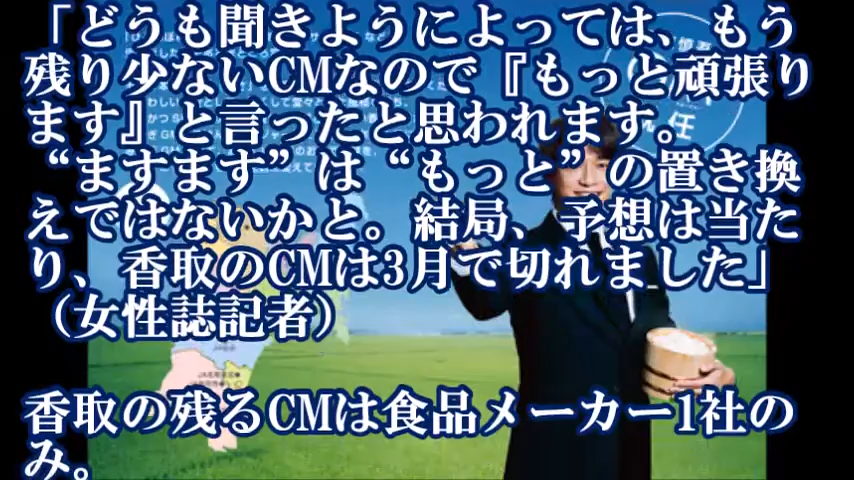 「どうも聞きようによっては、もう
残り少ないCMなので『もっと頑張り
ます』と言ったと思われます。
“ますます”は“もっと”の置き換
えではないかと。結局、予想は当た
り、香取のCMは3月で切れました」
（女性誌記者）
香取の残るCMは食品メーカー1社の
み。
任